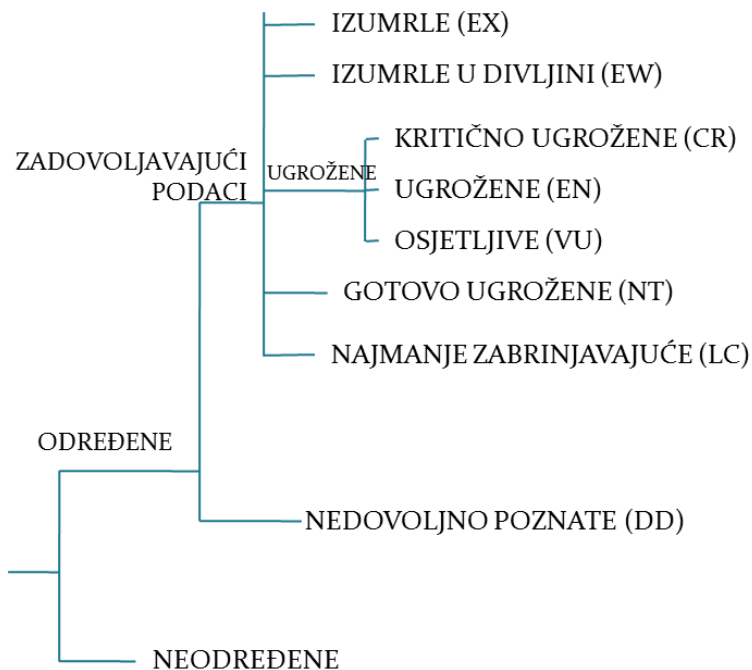 IZUMRLE (EX)
IZUMRLE U DIVLJINI (EW)
KRITIČNO UGROŽENE (CR)
ZADOVOLJAVAJUĆI
PODACI
UGROŽENE
UGROŽENE (EN)
OSJETLJIVE (VU)
GOTOVO UGROŽENE (NT)
NAJMANJE ZABRINJAVAJUĆE (LC)
ODREĐENE
NEDOVOLJNO POZNATE (DD)
NEODREĐENE